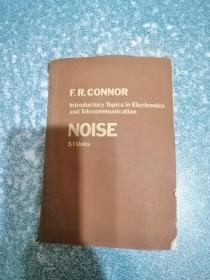 F. R. CONNOR
Introductory Topics in Electronics
and Telecommunication
NOISE
S I Units